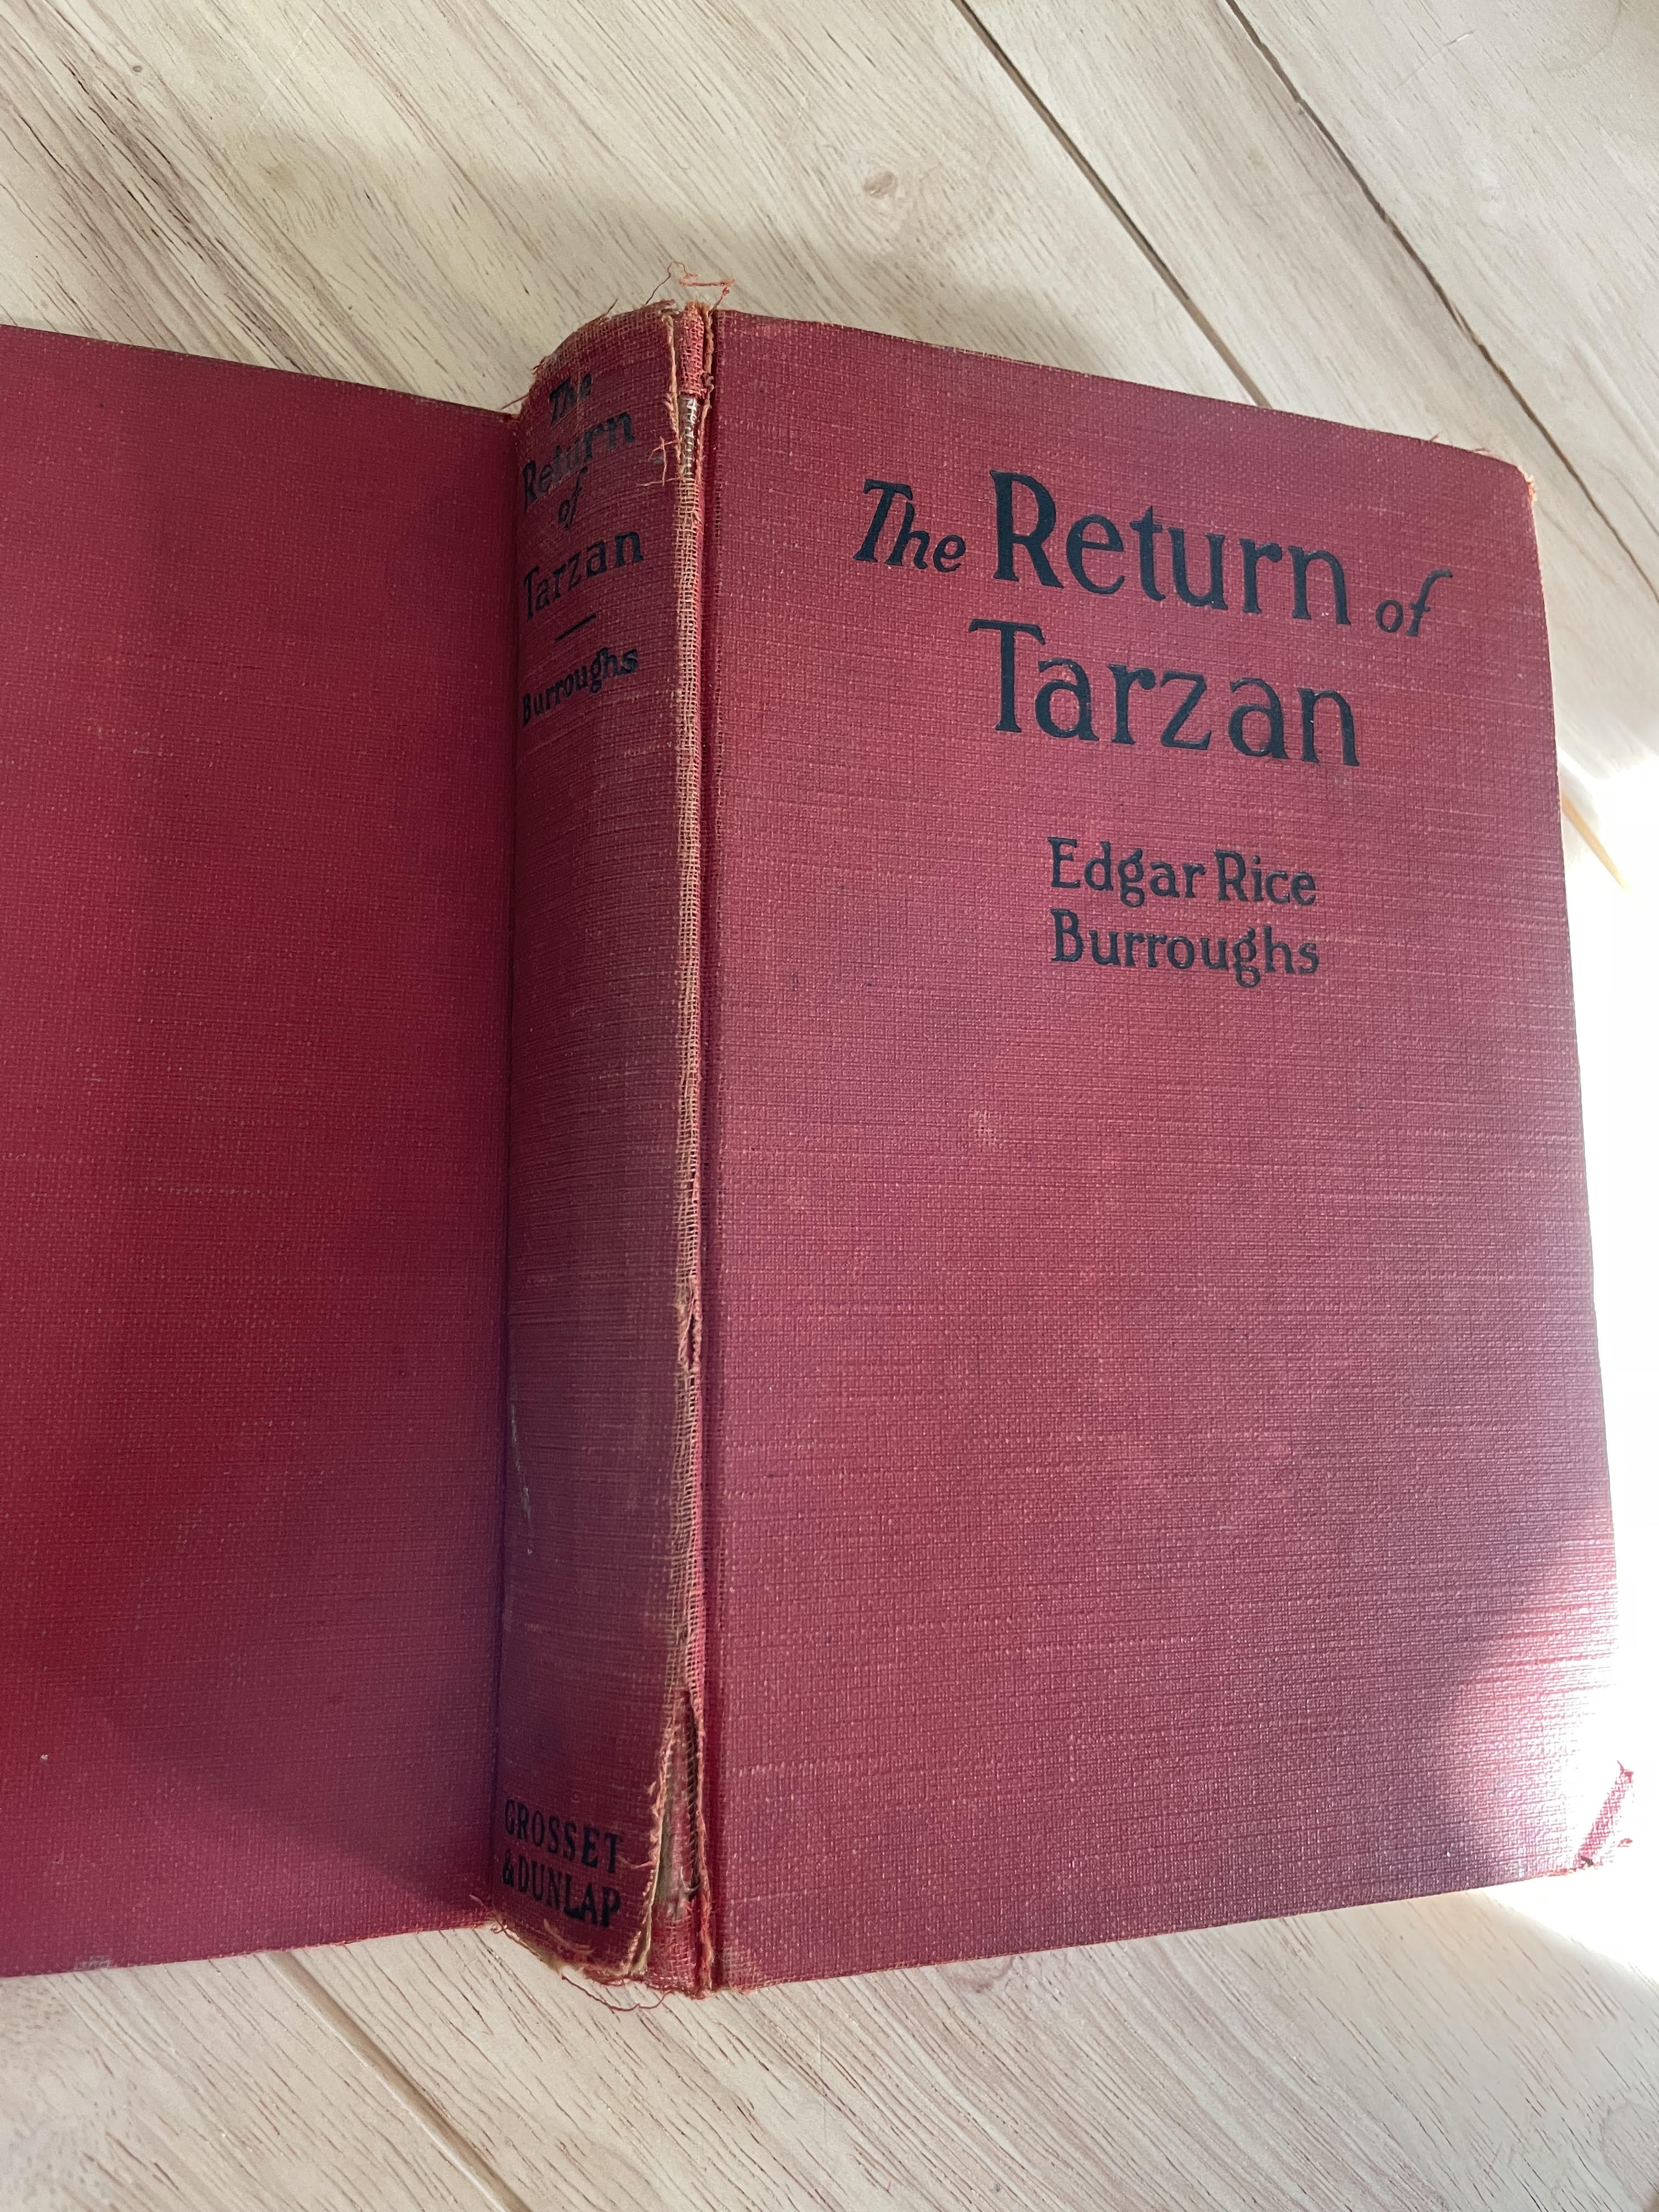 The
Return
of
Tarzan
Burroughs
GROSSET
& DUNLAP
The Return of
Tarzan
Edgar Rice
Burroughs